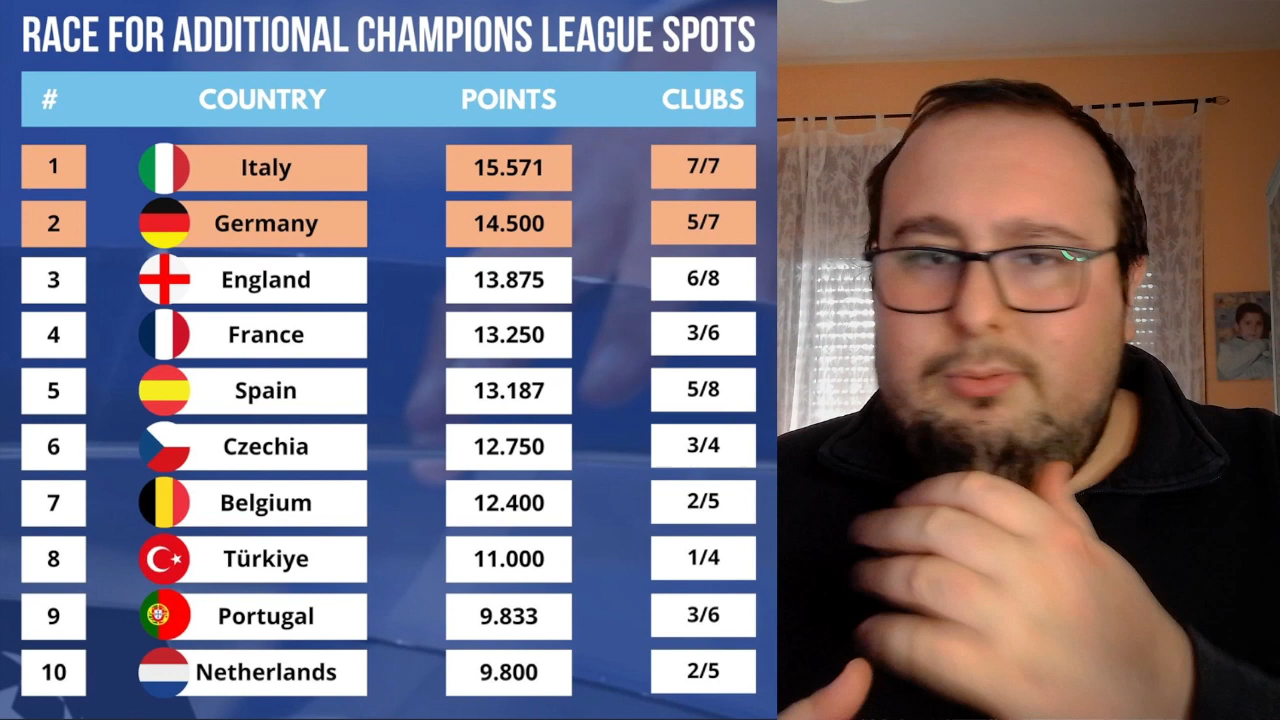 RACE FOR ADDITIONAL CHAMPIONS LEAGUE SPOTS
# COUNTRY POINTS CLUBS
1 Italy 15.571 7/7
2 Germany 14.500 5/7
3 England 13.875 6/8
4 France 13.250 3/6
5 Spain 13.187 5/8
6 Czechia 12.750 3/4
7 Belgium 12.400 2/5
8 Türkiye 11.000 1/4
9 Portugal 9.833 3/6
10 Netherlands 9.800 2/5